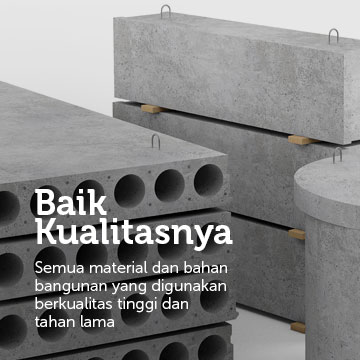 Baik
Kualitasnya
Semua material dan bahan
bangunan yang digunakan
berkualitas tinggi dan
tahan lama